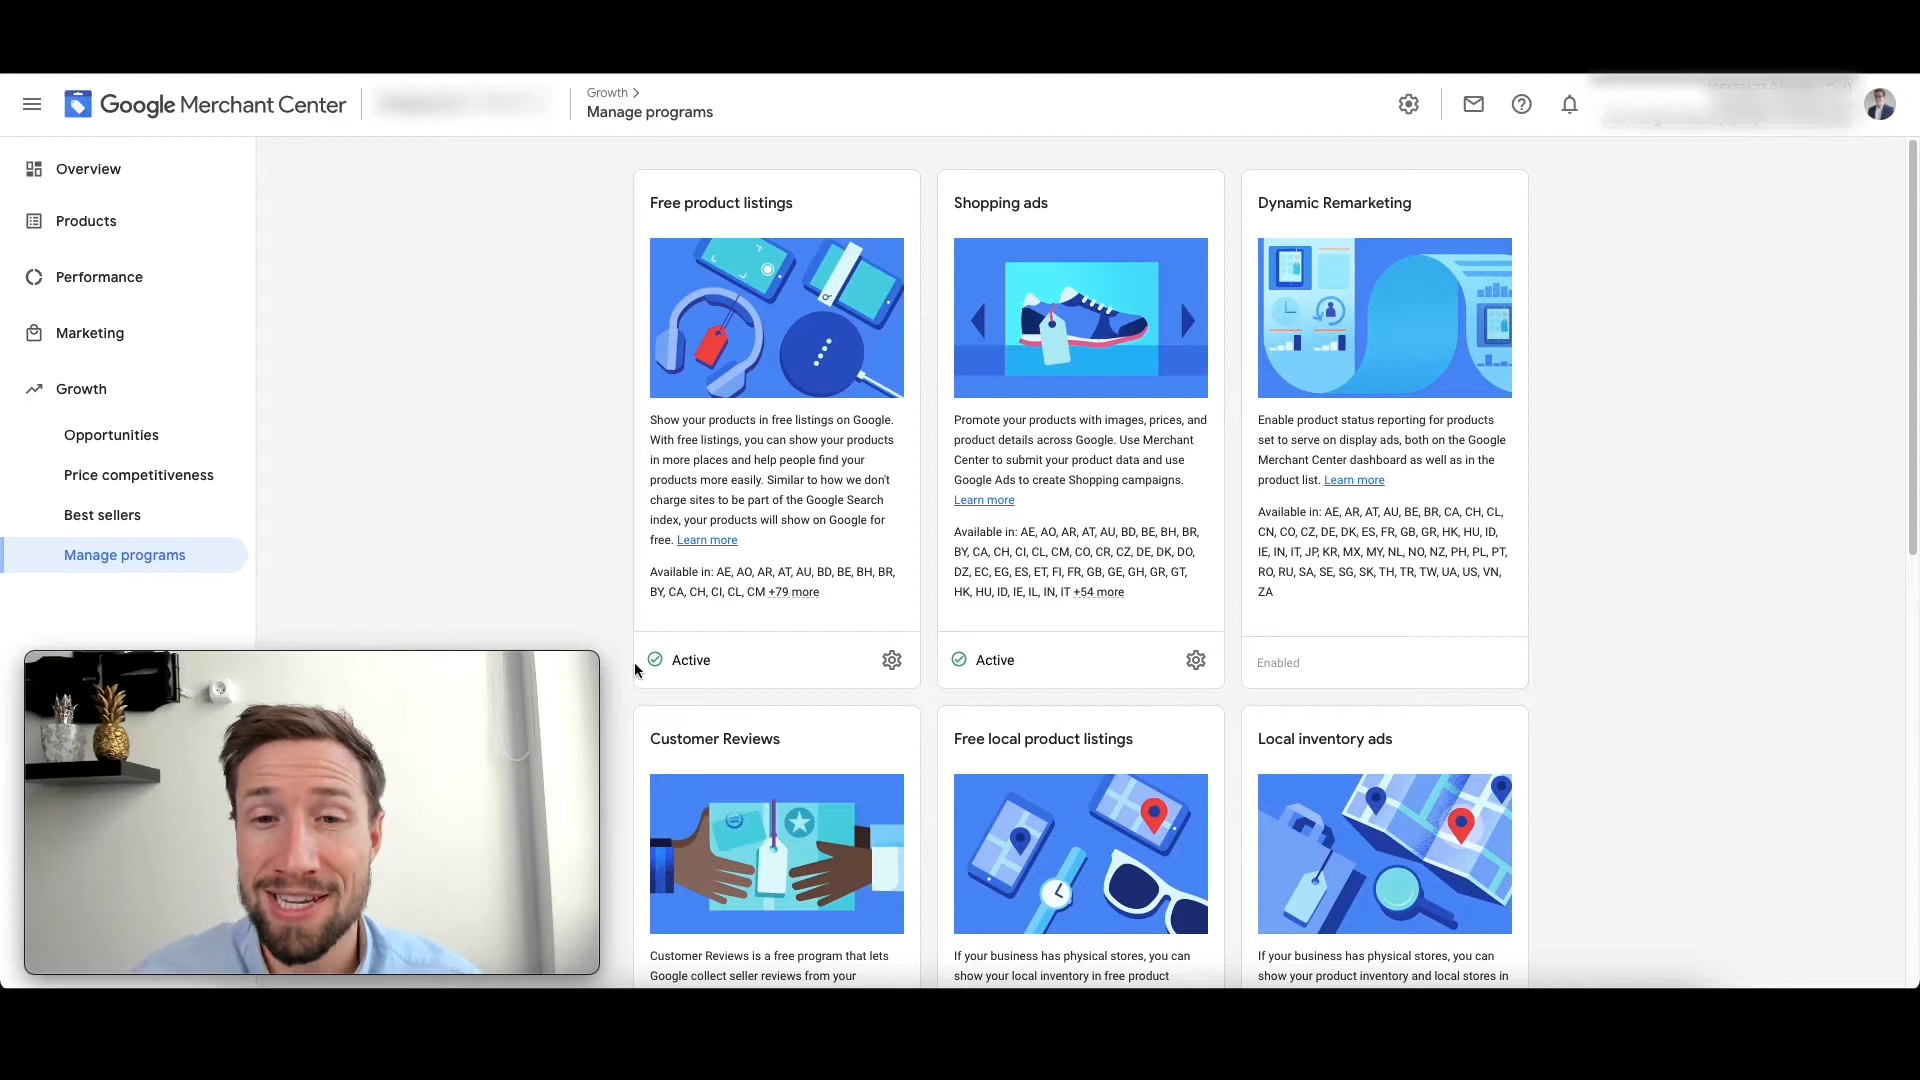 Google Merchant Center
Growth
Manage programs
Overview
Products
Performance
Marketing
Growth
Opportunities
Price competitiveness
Best sellers
Manage programs
Free product listings
Show your products in free listings on Google.
With free listings, you can show your products
in more places and help people find your
products more easily. Similar to how we don't
charge sites to be part of the Google Search
index, your products will show on Google for
free. Learn more
Available in: AE, AO, AR, AT, AU, BD, BE, BH, BR,
BY, CA, CH, CI, CL, CM +79 more
Active
Shopping ads
Promote your products with images, prices, and
product details across Google. Use Merchant
Center to submit your product data and use
Google Ads to create Shopping campaigns.
Learn more
Available in: AE, AO, AR, AT, AU, BD, BE, BH, BR,
BY, CA, CH, CI, CL, CM, CO, CR, CZ, DE, DK, DO,
DZ, EC, EG, ES, ET, FI, FR, GB, GE, GH, GR, GT,
HK, HU, ID, IE, IL, IN, IT +54 more
Active
Dynamic Remarketing
Enable product status reporting for products
set to serve on display ads, both on the Google
Merchant Center dashboard as well as in the
product list. Learn more
Available in: AE, AR, AT, AU, BE, BR, CA, CH, CL,
CN, CO, CZ, DE, DK, ES, FR, GB, GR, HK, HU, ID,
IE, IN, IT, JP, KR, MX, MY, NL, NO, NZ, PH, PL, PT,
RO, RU, SA, SE, SG, SK, TH, TR, TW, UA, US, VN,
ZA
Enabled
Customer Reviews
Customer Reviews is a free program that lets
Google collect seller reviews from your
Free local product listings
If your business has physical stores, you can
show your local inventory in free product
Local inventory ads
If your business has physical stores, you can
show your product inventory and local stores in